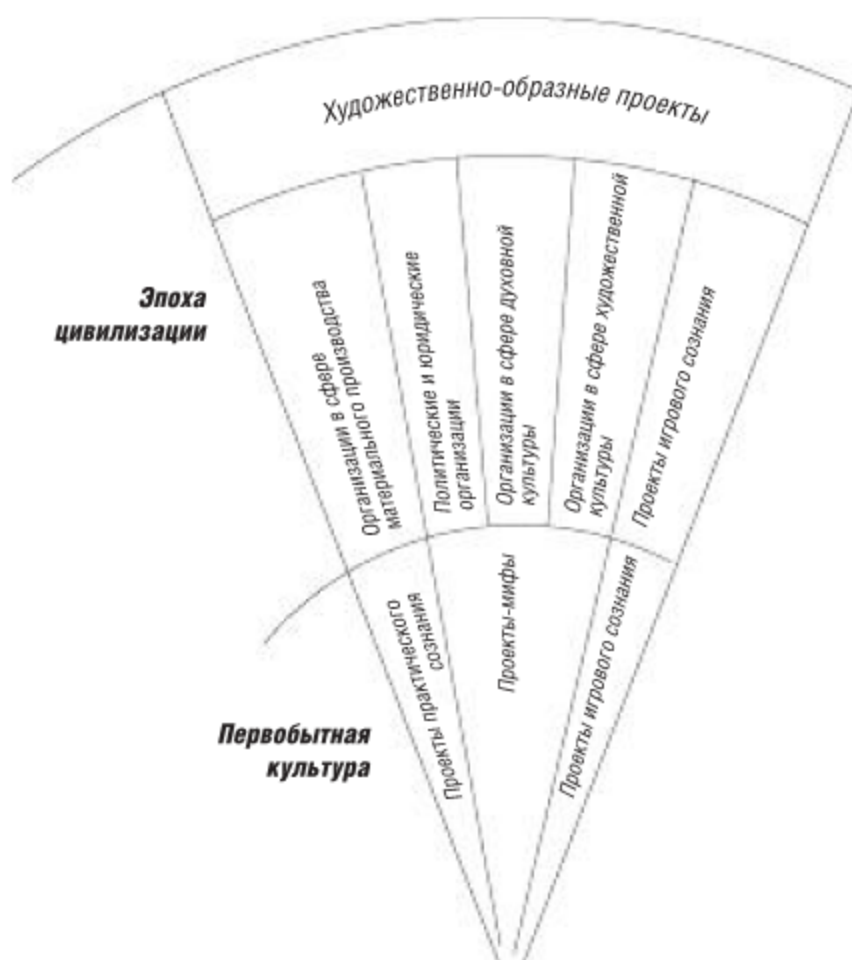 Художественно-образные проекты
Эпоха
цивилизации
Организации в сфере
материального производства
Политические и юридические
организации
Организации в сфере духовной
культуры
Организации в сфере художественной
культуры
Проекты игрового сознания
Первобытная
культура
Проекты практического
сознания
Проекты-мифы
Проекты игрового сознания